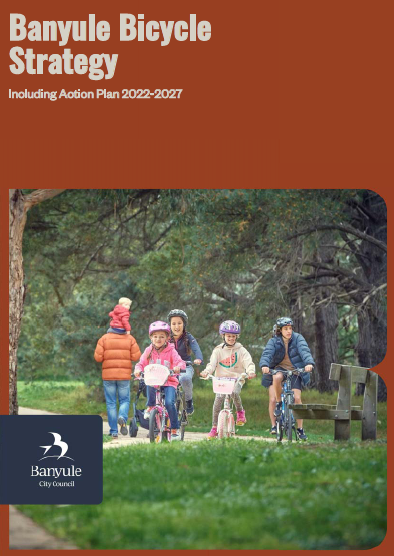 Banyule Bicycle
Strategy
Including Action Plan 2022-2027
Banyule
City Council